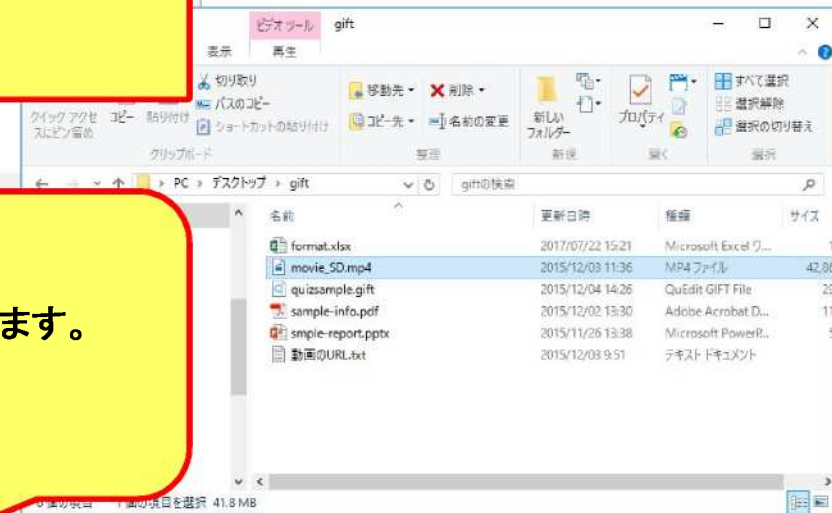 ビデオ ツール gift
表示 再生
切り取り
パスのコピー
ショートカットの貼り付け
クイック アクセスにピン留め
コピー 貼り付け
クリップボード
移動先 削除
コピー先 名前の変更
整理
新しいフォルダー
新規
プロパティ
開く
すべて選択
選択解除
選択の切り替え
選択
PC > デスクトップ > gift
giftの検索
名前 更新日時 種類 サイズ
format.xlsx 2017/07/22 15:21 Microsoft Excel ワ...
movie_SD.mp4 2015/12/03 11:36 MP4 ファイル 42,86
quizsample.gift 2015/12/04 14:26 QuEdit GIFT File
sample-info.pdf 2015/12/02 13:30 Adobe Acrobat D...
smple-report.pptx 2015/11/26 13:38 Microsoft PowerP...
動画のURL.txt 2015/12/03 9:51 テキスト ドキュメント
ます。
1 個の項目を選択 41.8 MB